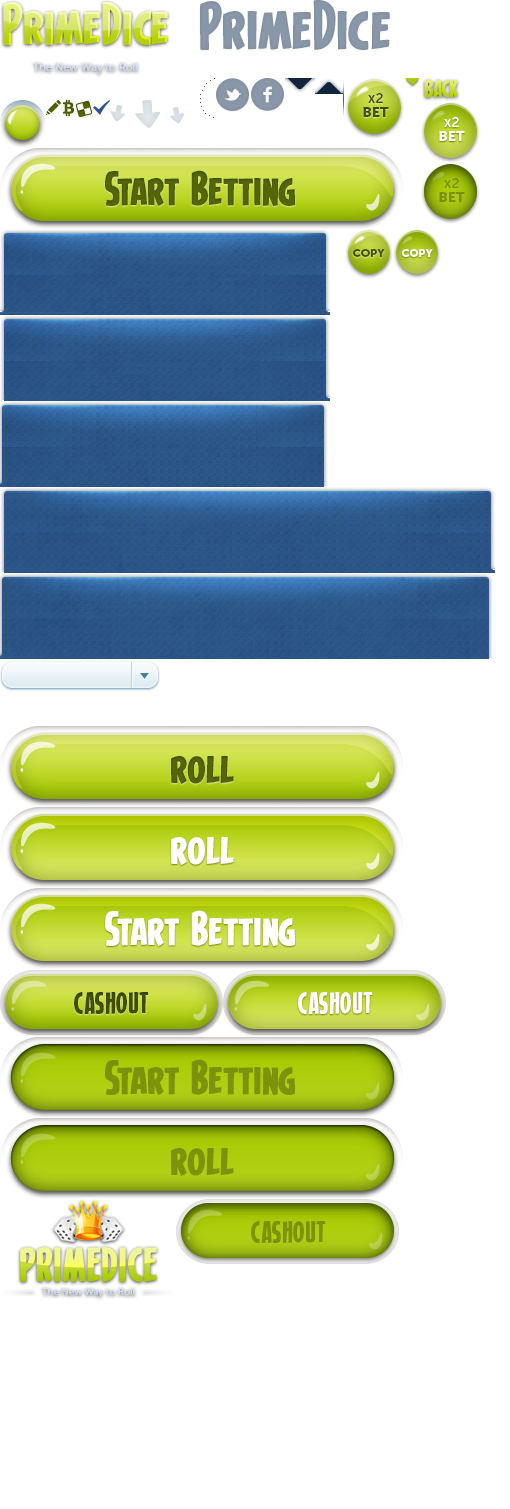 PRIMEDICE
PRIMEDICE
The New Way to Roll
BACK
x2
BET
x2
BET
START BETTING
x2
BET
COPY
COPY
ROLL
ROLL
START BETTING
CASHOUT
CASHOUT
START BETTING
ROLL
CASHOUT
PRIMEDICE
The New Way to Roll